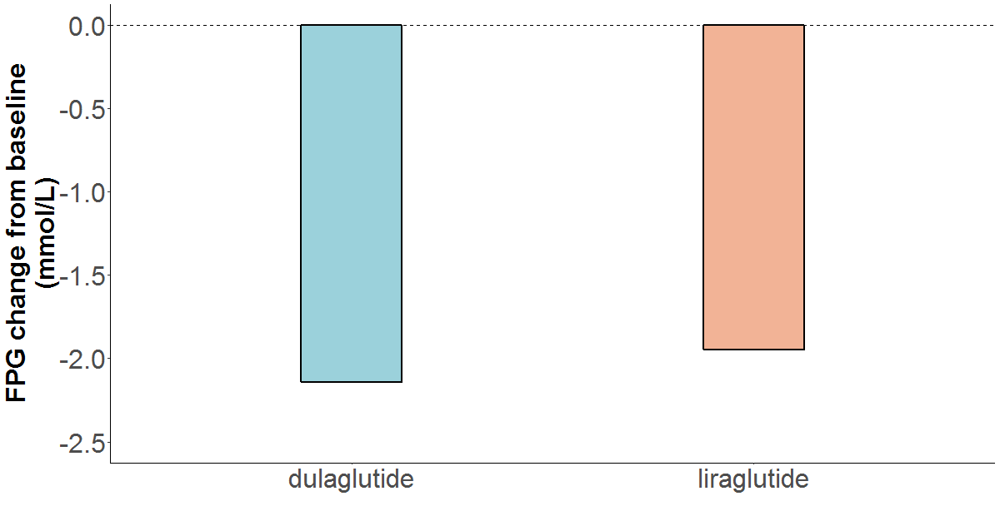 FPG change from baseline
(mmol/L)
0.0
-0.5
-1.0
-1.5
-2.0
-2.5
dulaglutide
liraglutide